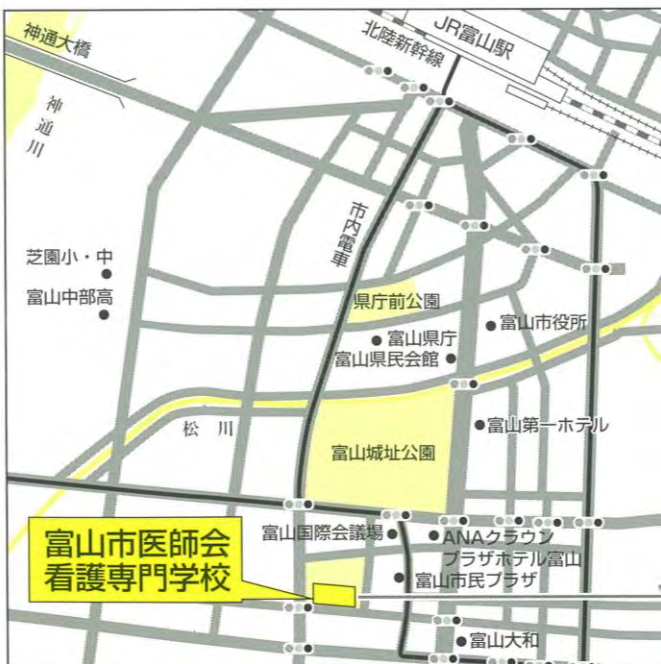 神通大橋
神通川
北陸新幹線
JR富山駅
市内電車
芝園小・中
富山中部高
県庁前公園
富山県庁
富山市役所
富山県民会館
松川
富山城址公園
富山第一ホテル
富山国際会議場
ANAクラウン
プラザホテル富山
富山市民プラザ
富山市医師会
看護専門学校
富山大和